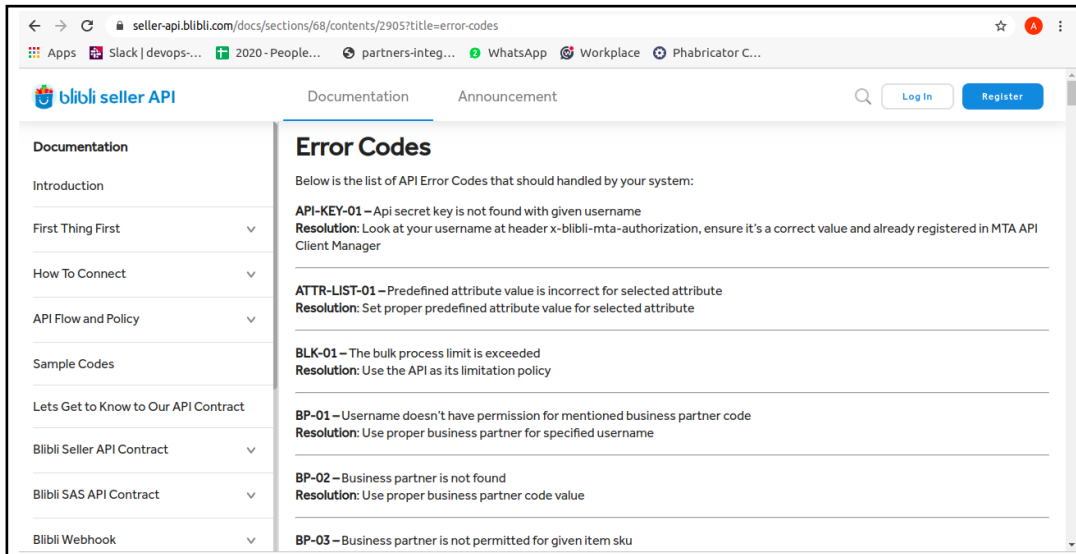 seller-api.blibli.com/docs/sections/68/contents/2905?title=error-codes
A
Apps Slack | devops-... 2020 - People... partners-integ... WhatsApp Workplace Phabricator C...
blibli seller API
Documentation Announcement
Log In
Register
Documentation
Introduction
First Thing First
How To Connect
API Flow and Policy
Sample Codes
Lets Get to Know to Our API Contract
Blibli Seller API Contract
Blibli SAS API Contract
Blibli Webhook
Error Codes
Below is the list of API Error Codes that should handled by your system:
API-KEY-01 – Api secret key is not found with given username
Resolution: Look at your username at header x-blibli-mta-authorization, ensure it's a correct value and already registered in MTA API
Client Manager
ATTR-LIST-01 – Predefined attribute value is incorrect for selected attribute
Resolution: Set proper predefined attribute value for selected attribute
BLK-01 – The bulk process limit is exceeded
Resolution: Use the API as its limitation policy
BP-01 – Username doesn't have permission for mentioned business partner code
Resolution: Use proper business partner for specified username
BP-02 – Business partner is not found
Resolution: Use proper business partner code value
BP-03 – Business partner is not permitted for given item sku